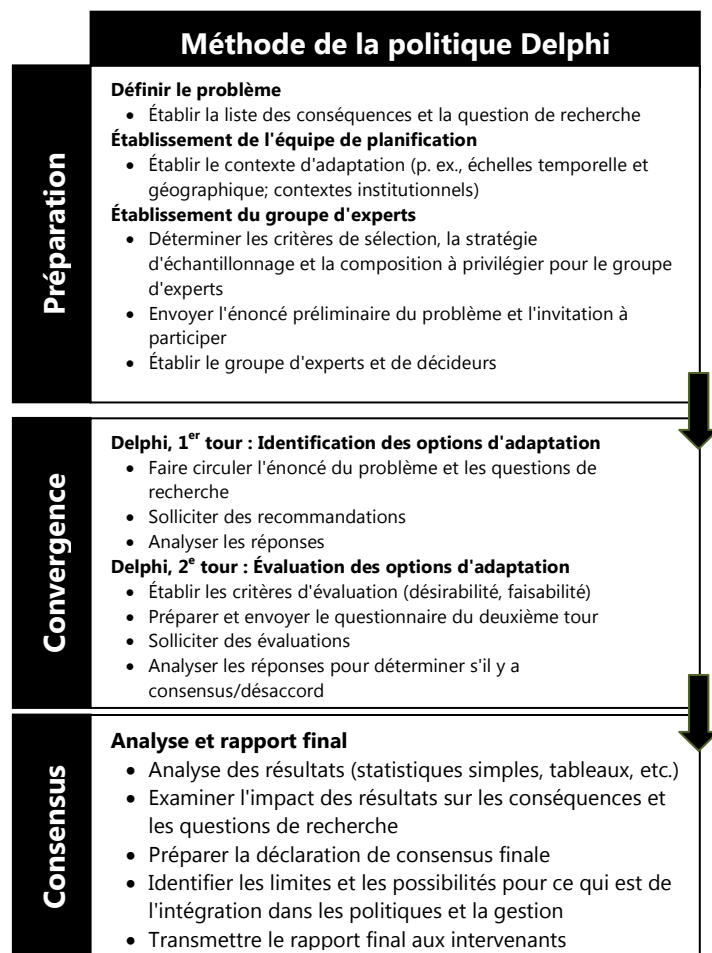 Méthode de la politique Delphi
Préparation
Définir le problème
• Établir la liste des conséquences et la question de recherche
Établissement de l'équipe de planification
• Établir le contexte d'adaptation (p. ex., échelles temporelle et
géographique; contextes institutionnels)
Établissement du groupe d'experts
• Déterminer les critères de sélection, la stratégie
d'échantillonnage et la composition à privilégier pour le groupe
d'experts
• Envoyer l'énoncé préliminaire du problème et l'invitation à
participer
• Établir le groupe d'experts et de décideurs
Convergence
Delphi, 1er tour : Identification des options d'adaptation
• Faire circuler l'énoncé du problème et les questions de
recherche
• Solliciter des recommandations
• Analyser les réponses
Delphi, 2e tour : Évaluation des options d'adaptation
• Établir les critères d'évaluation (désirabilité, faisabilité)
• Préparer et envoyer le questionnaire du deuxième tour
• Solliciter des évaluations
• Analyser les réponses pour déterminer s'il y a
consensus/désaccord
Consensus
Analyse et rapport final
• Analyse des résultats (statistiques simples, tableaux, etc.)
• Examiner l'impact des résultats sur les conséquences et
les questions de recherche
• Préparer la déclaration de consensus finale
• Identifier les limites et les possibilités pour ce qui est de
l'intégration dans les politiques et la gestion
• Transmettre le rapport final aux intervenants